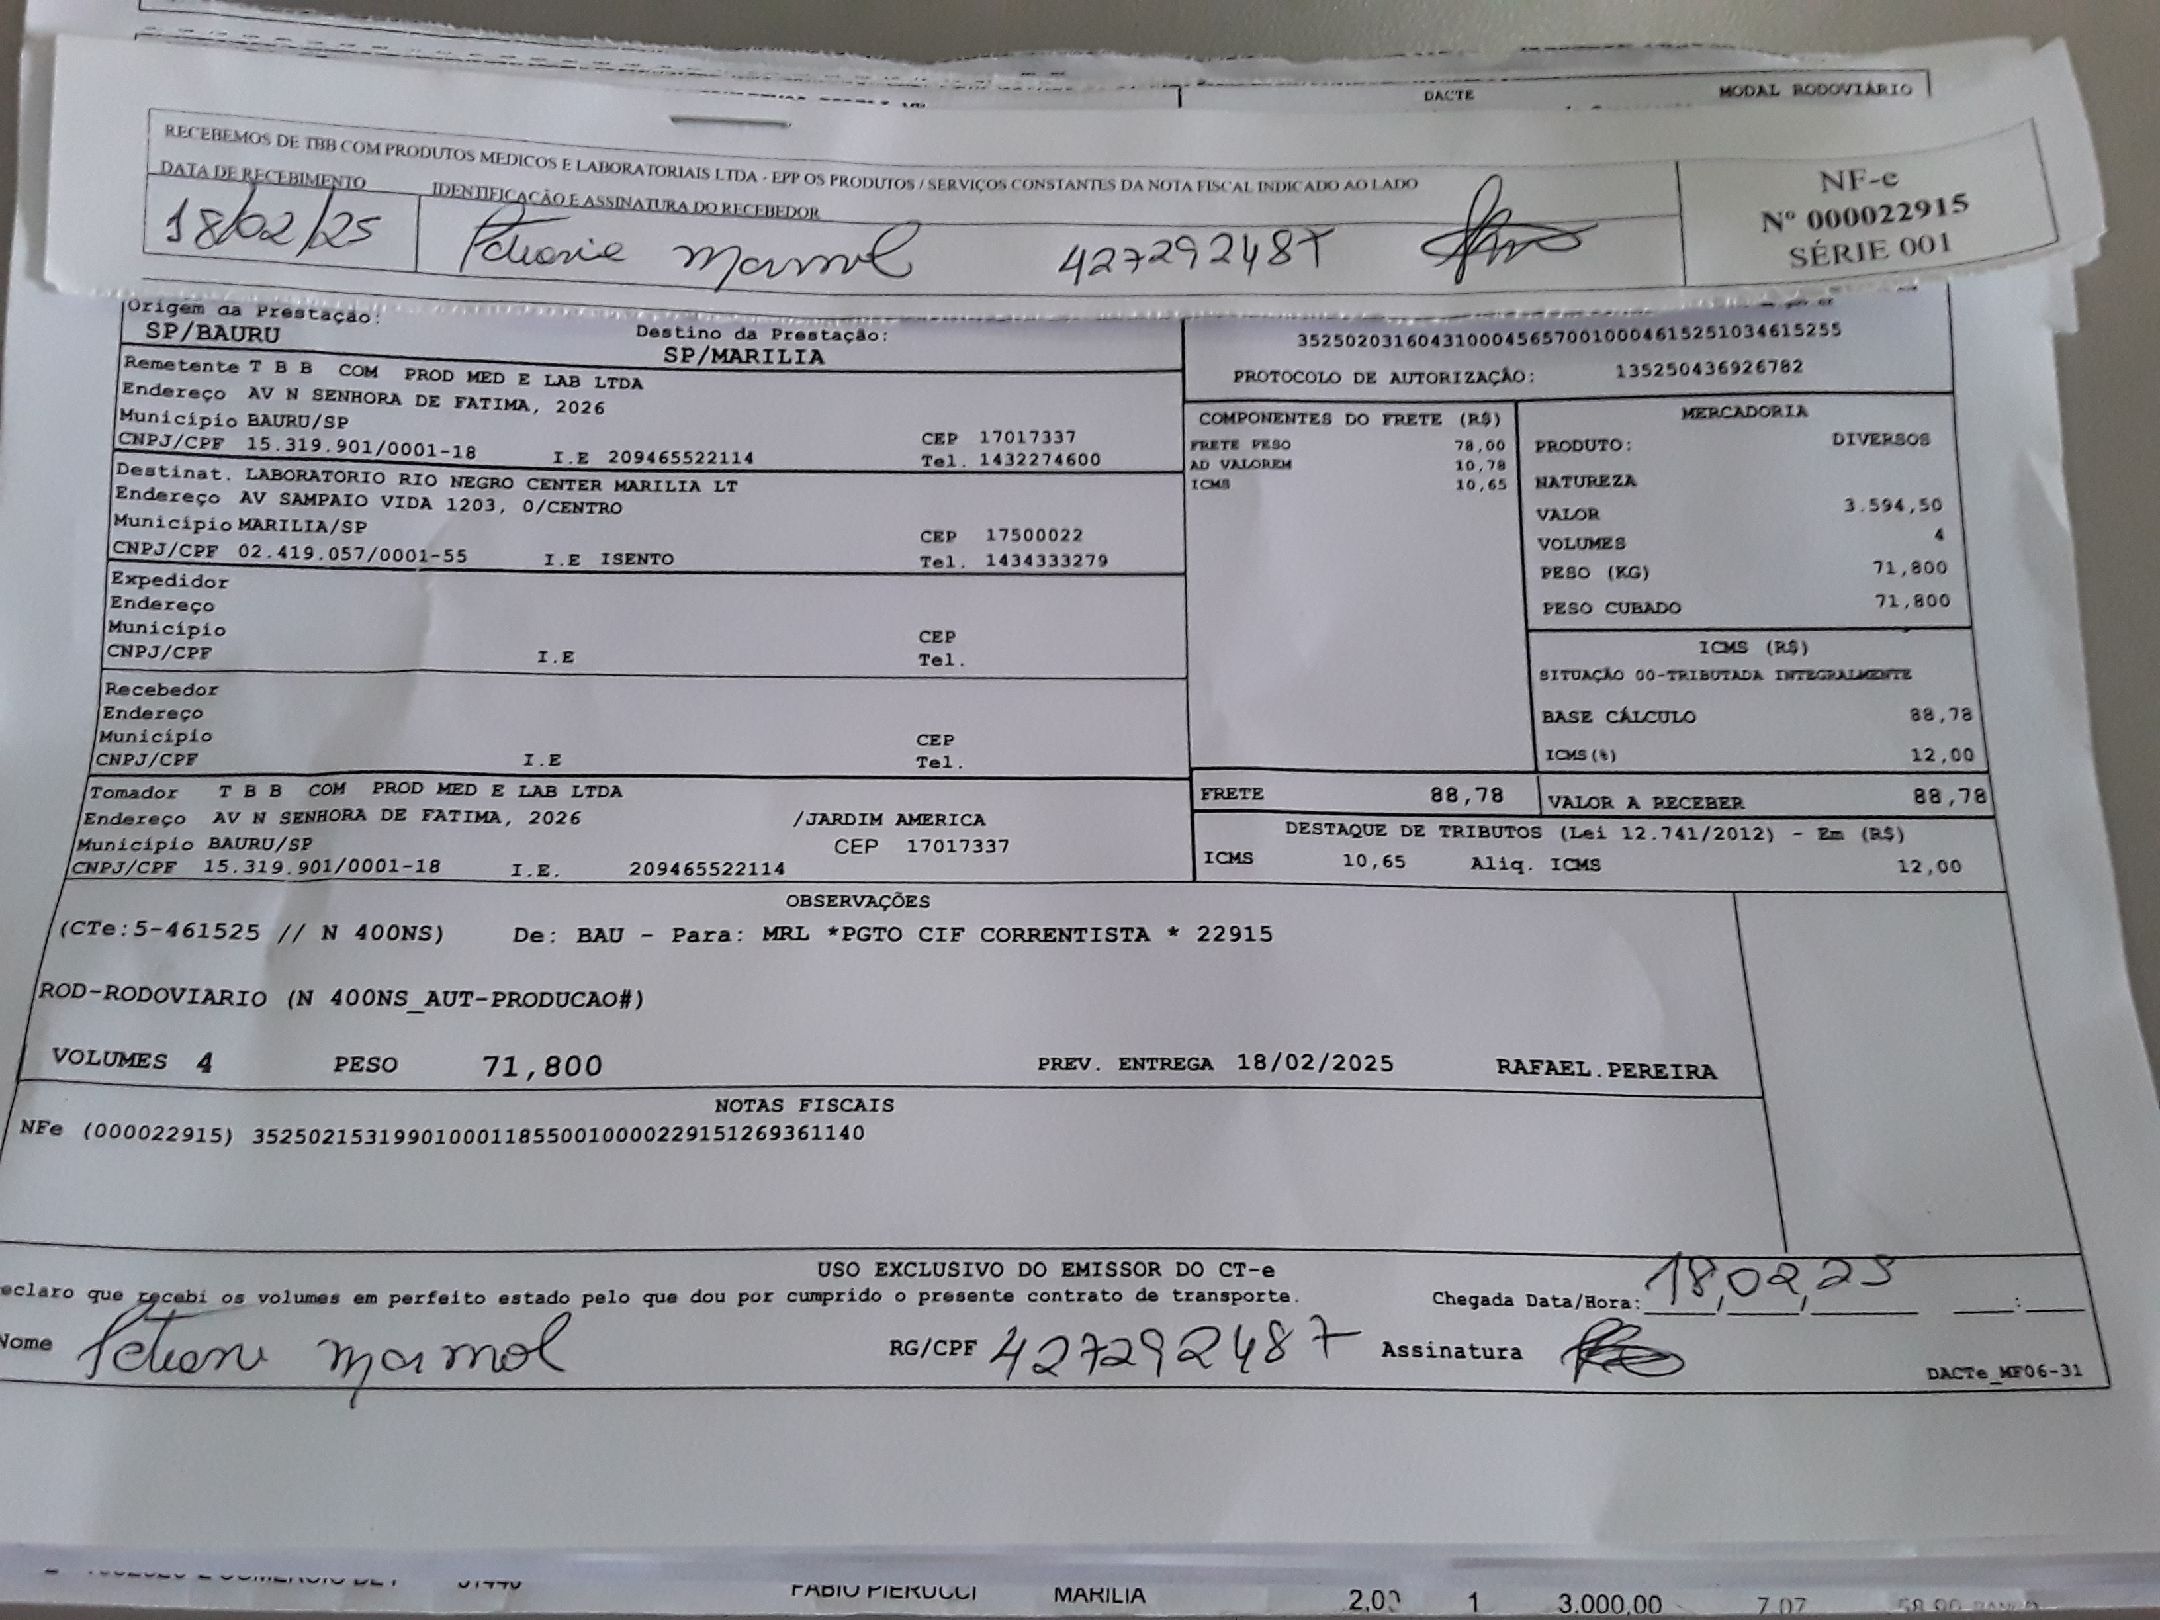 DACTE MODAL RODOVIÁRIO
RECEBEMOS DE TBB COM PRODUTOS MEDICOS E LABORATORIAIS LTDA - EPP OS PRODUTOS / SERVIÇOS CONSTANTES DA NOTA FISCAL INDICADO AO LADO
DATA DE RECEBIMENTO IDENTIFICAÇÃO E ASSINATURA DO RECEBEDOR
18/02/25 427292487
NF-e
Nº 000022915
SÉRIE 001
Origem da Prestação: Destino da Prestação:
SP/BAURU SP/MARILIA
Remetente T B B COM PROD MED E LAB LTDA
Endereço AV N SENHORA DE FATIMA, 2026
Município BAURU/SP CEP 17017337
CNPJ/CPF 15.319.901/0001-18 I.E 209465522114 Tel. 1432274600
Destinat. LABORATORIO RIO NEGRO CENTER MARILIA LT
Endereço AV SAMPAIO VIDA 1203, 0/CENTRO
Município MARILIA/SP CEP 17500022
CNPJ/CPF 02.419.057/0001-55 I.E ISENTO Tel. 1434333279
Expedidor
Endereço
Município CEP
CNPJ/CPF I.E Tel.
Recebedor
Endereço
Município CEP
CNPJ/CPF I.E Tel.
Tomador T B B COM PROD MED E LAB LTDA
Endereço AV N SENHORA DE FATIMA, 2026 /JARDIM AMERICA
Município BAURU/SP CEP 17017337
CNPJ/CPF 15.319.901/0001-18 I.E. 209465522114
35250203160431000456570010004615251034615255
PROTOCOLO DE AUTORIZAÇÃO: 135250436926782
COMPONENTES DO FRETE (R$)
FRETE PESO 78,00
AD VALOREM 10,78
ICMS 10,65
MERCADORIA
PRODUTO: DIVERSOS
NATUREZA
VALOR 3.594,50
VOLUMES 4
PESO (KG) 71,800
PESO CUBADO 71,800
ICMS (R$)
SITUAÇÃO 00-TRIBUTADA INTEGRALMENTE
BASE CÁLCULO 88,78
ICMS(%) 12,00
FRETE 88,78 VALOR A RECEBER 88,78
DESTAQUE DE TRIBUTOS (Lei 12.741/2012) - Em (R$)
ICMS 10,65 Aliq. ICMS 12,00
OBSERVAÇÕES
(CTe:5-461525 // N 400NS) De: BAU - Para: MRL *PGTO CIF CORRENTISTA * 22915
ROD-RODOVIARIO (N 400NS_AUT-PRODUCAO#)
VOLUMES 4 PESO 71,800 PREV. ENTREGA 18/02/2025 RAFAEL.PEREIRA
NOTAS FISCAIS
NFe (000022915) 35250215319901000118550010000229151269361140
USO EXCLUSIVO DO EMISSOR DO CT-e
eclaro que recebi os volumes em perfeito estado pelo que dou por cumprido o presente contrato de transporte. Chegada Data/Hora: 18/02/25 __:__
Nome RG/CPF 427292487 Assinatura
DACTe_MF06-31
FABIO PIERUCCI MARILIA 2,00 1 3.000,00 7,07